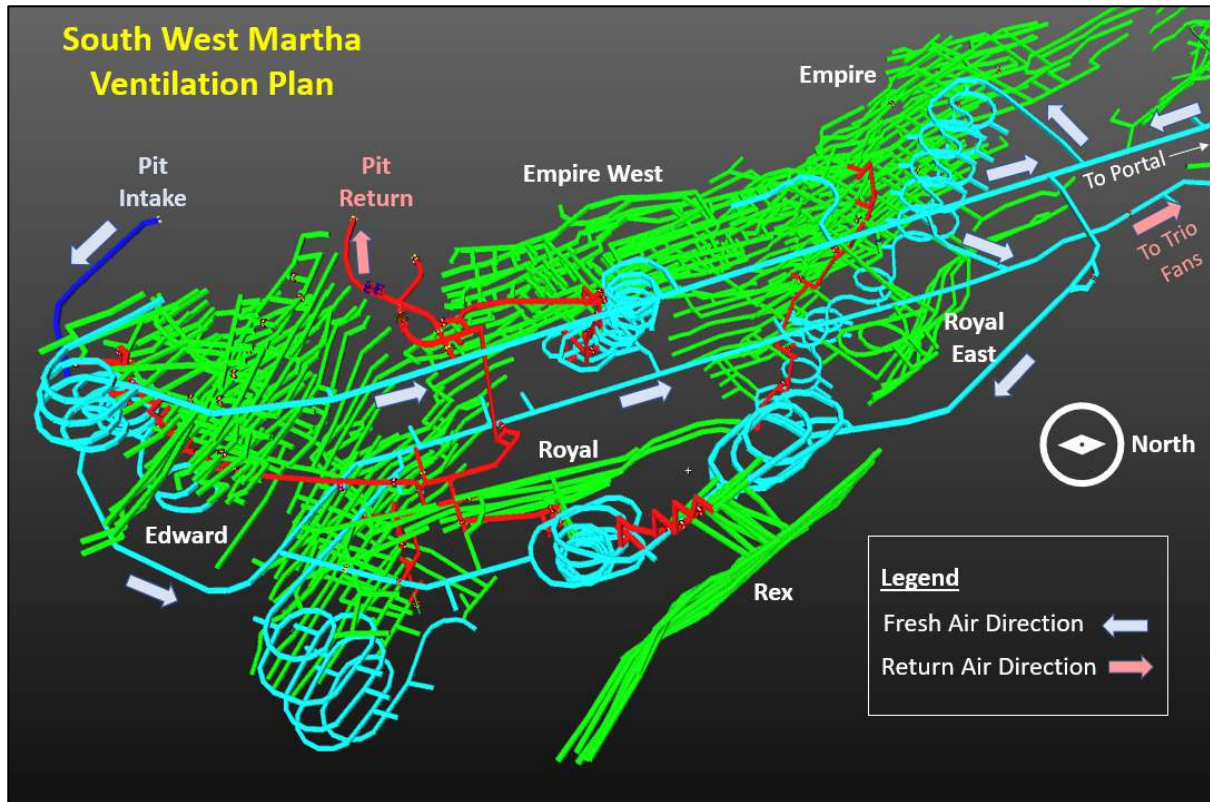 South West Martha
Ventilation Plan
Empire
Pit
Intake
Pit
Return
Empire West
To Portal
To Trio
Fans
Royal
East
North
Royal
Edward
Rex
Legend
Fresh Air Direction
Return Air Direction